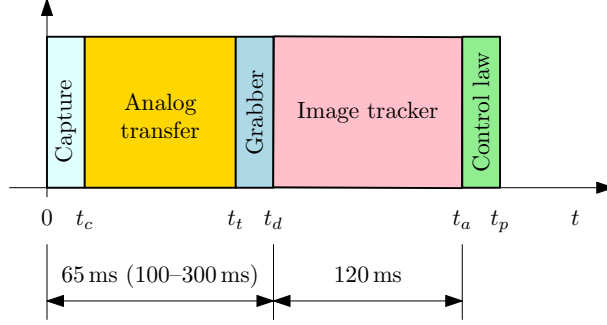 Capture
Analog
transfer
Grabber
Image tracker
Control law
0 t_c t_t t_d t_a t_p t
65 ms (100–300 ms) 120 ms